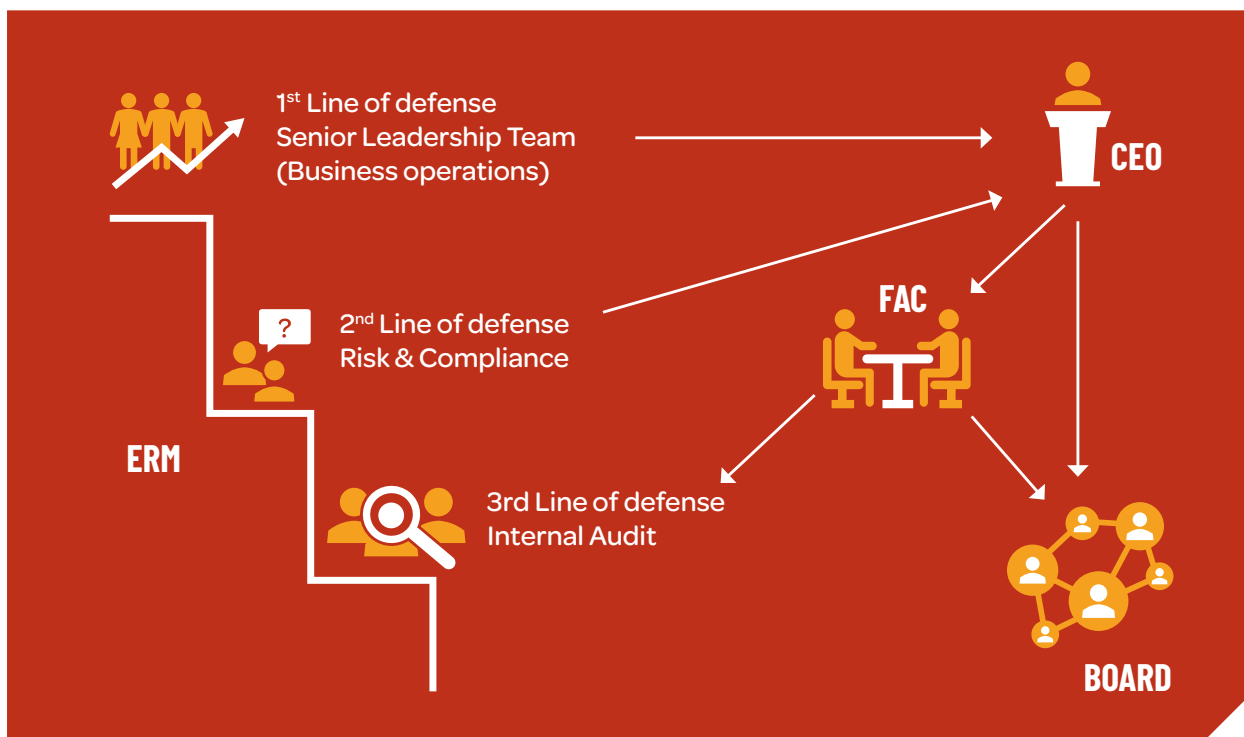 1st Line of defense
Senior Leadership Team
(Business operations)
CEO
FAC
?
2nd Line of defense
Risk & Compliance
ERM
3rd Line of defense
Internal Audit
BOARD